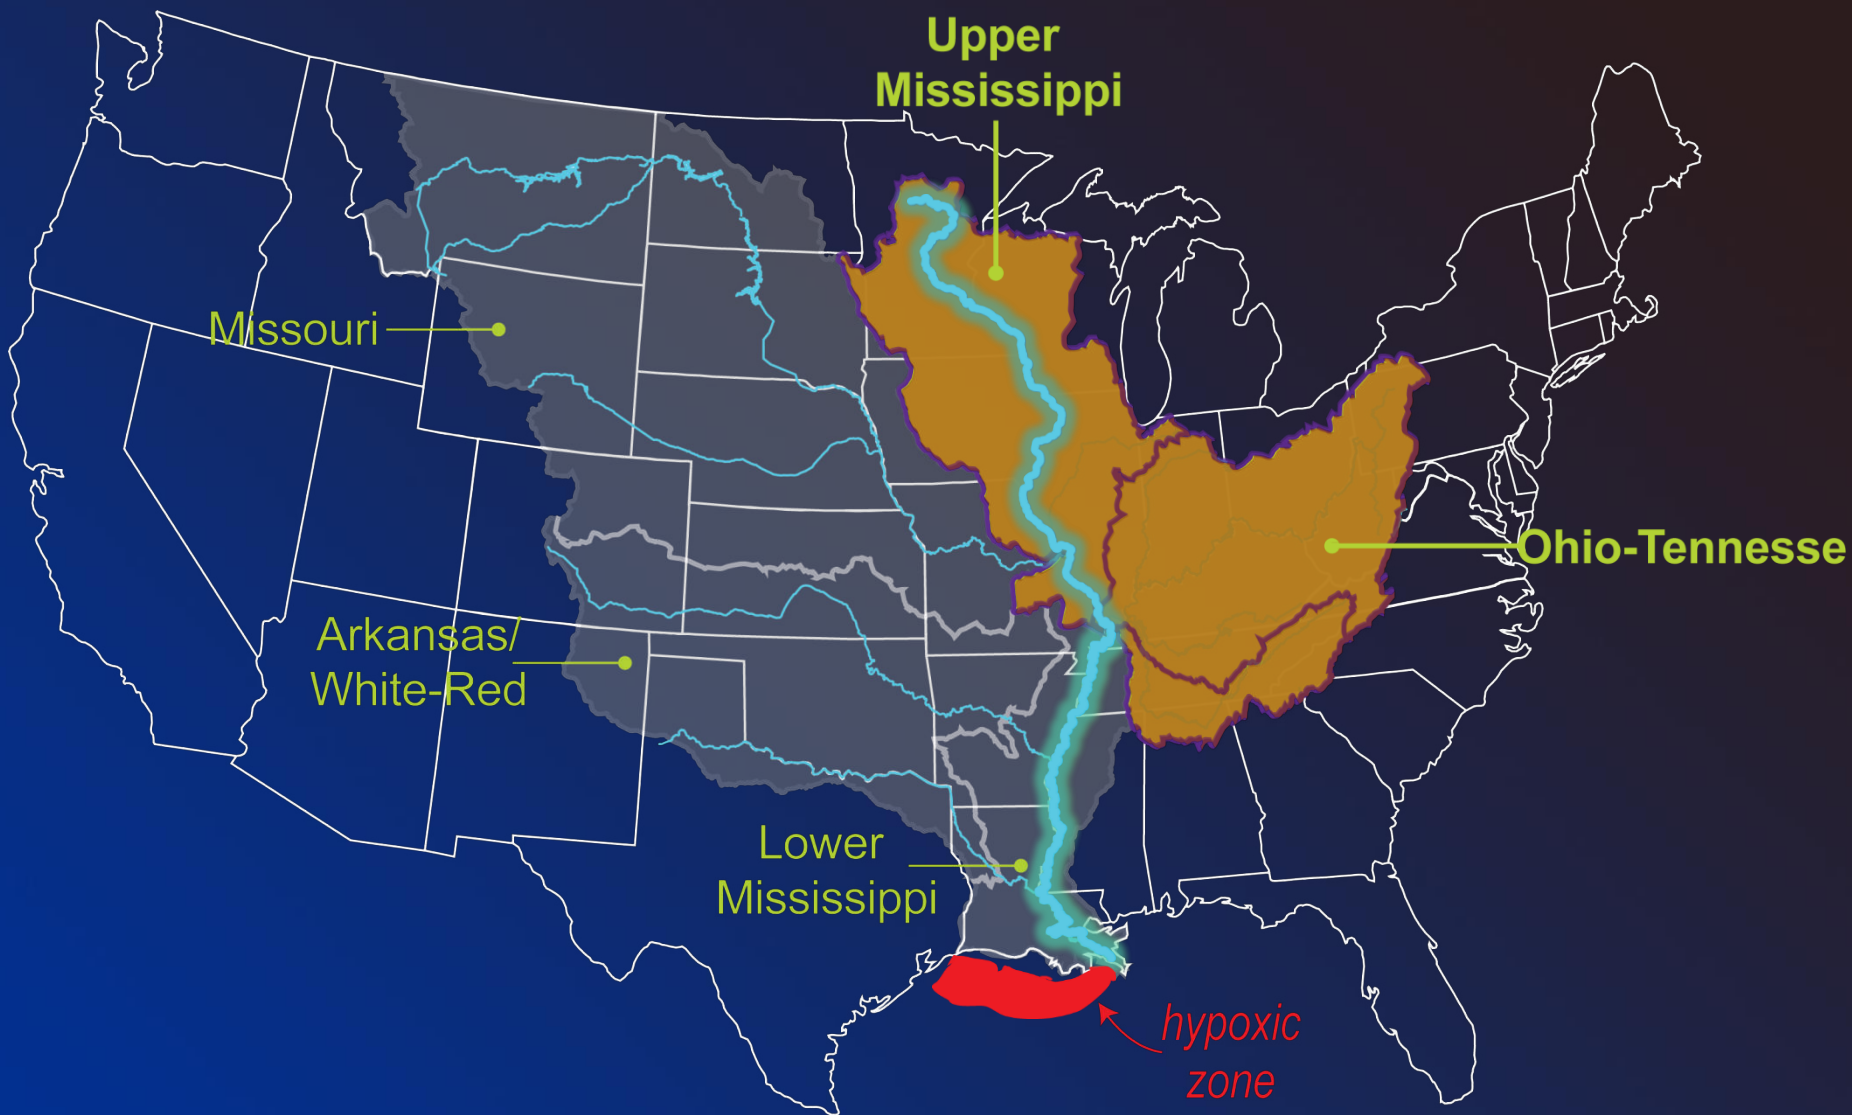 Upper
Mississippi
Missouri
Ohio-Tennesse
Arkansas/
White-Red
Lower
Mississippi
hypoxic
zone